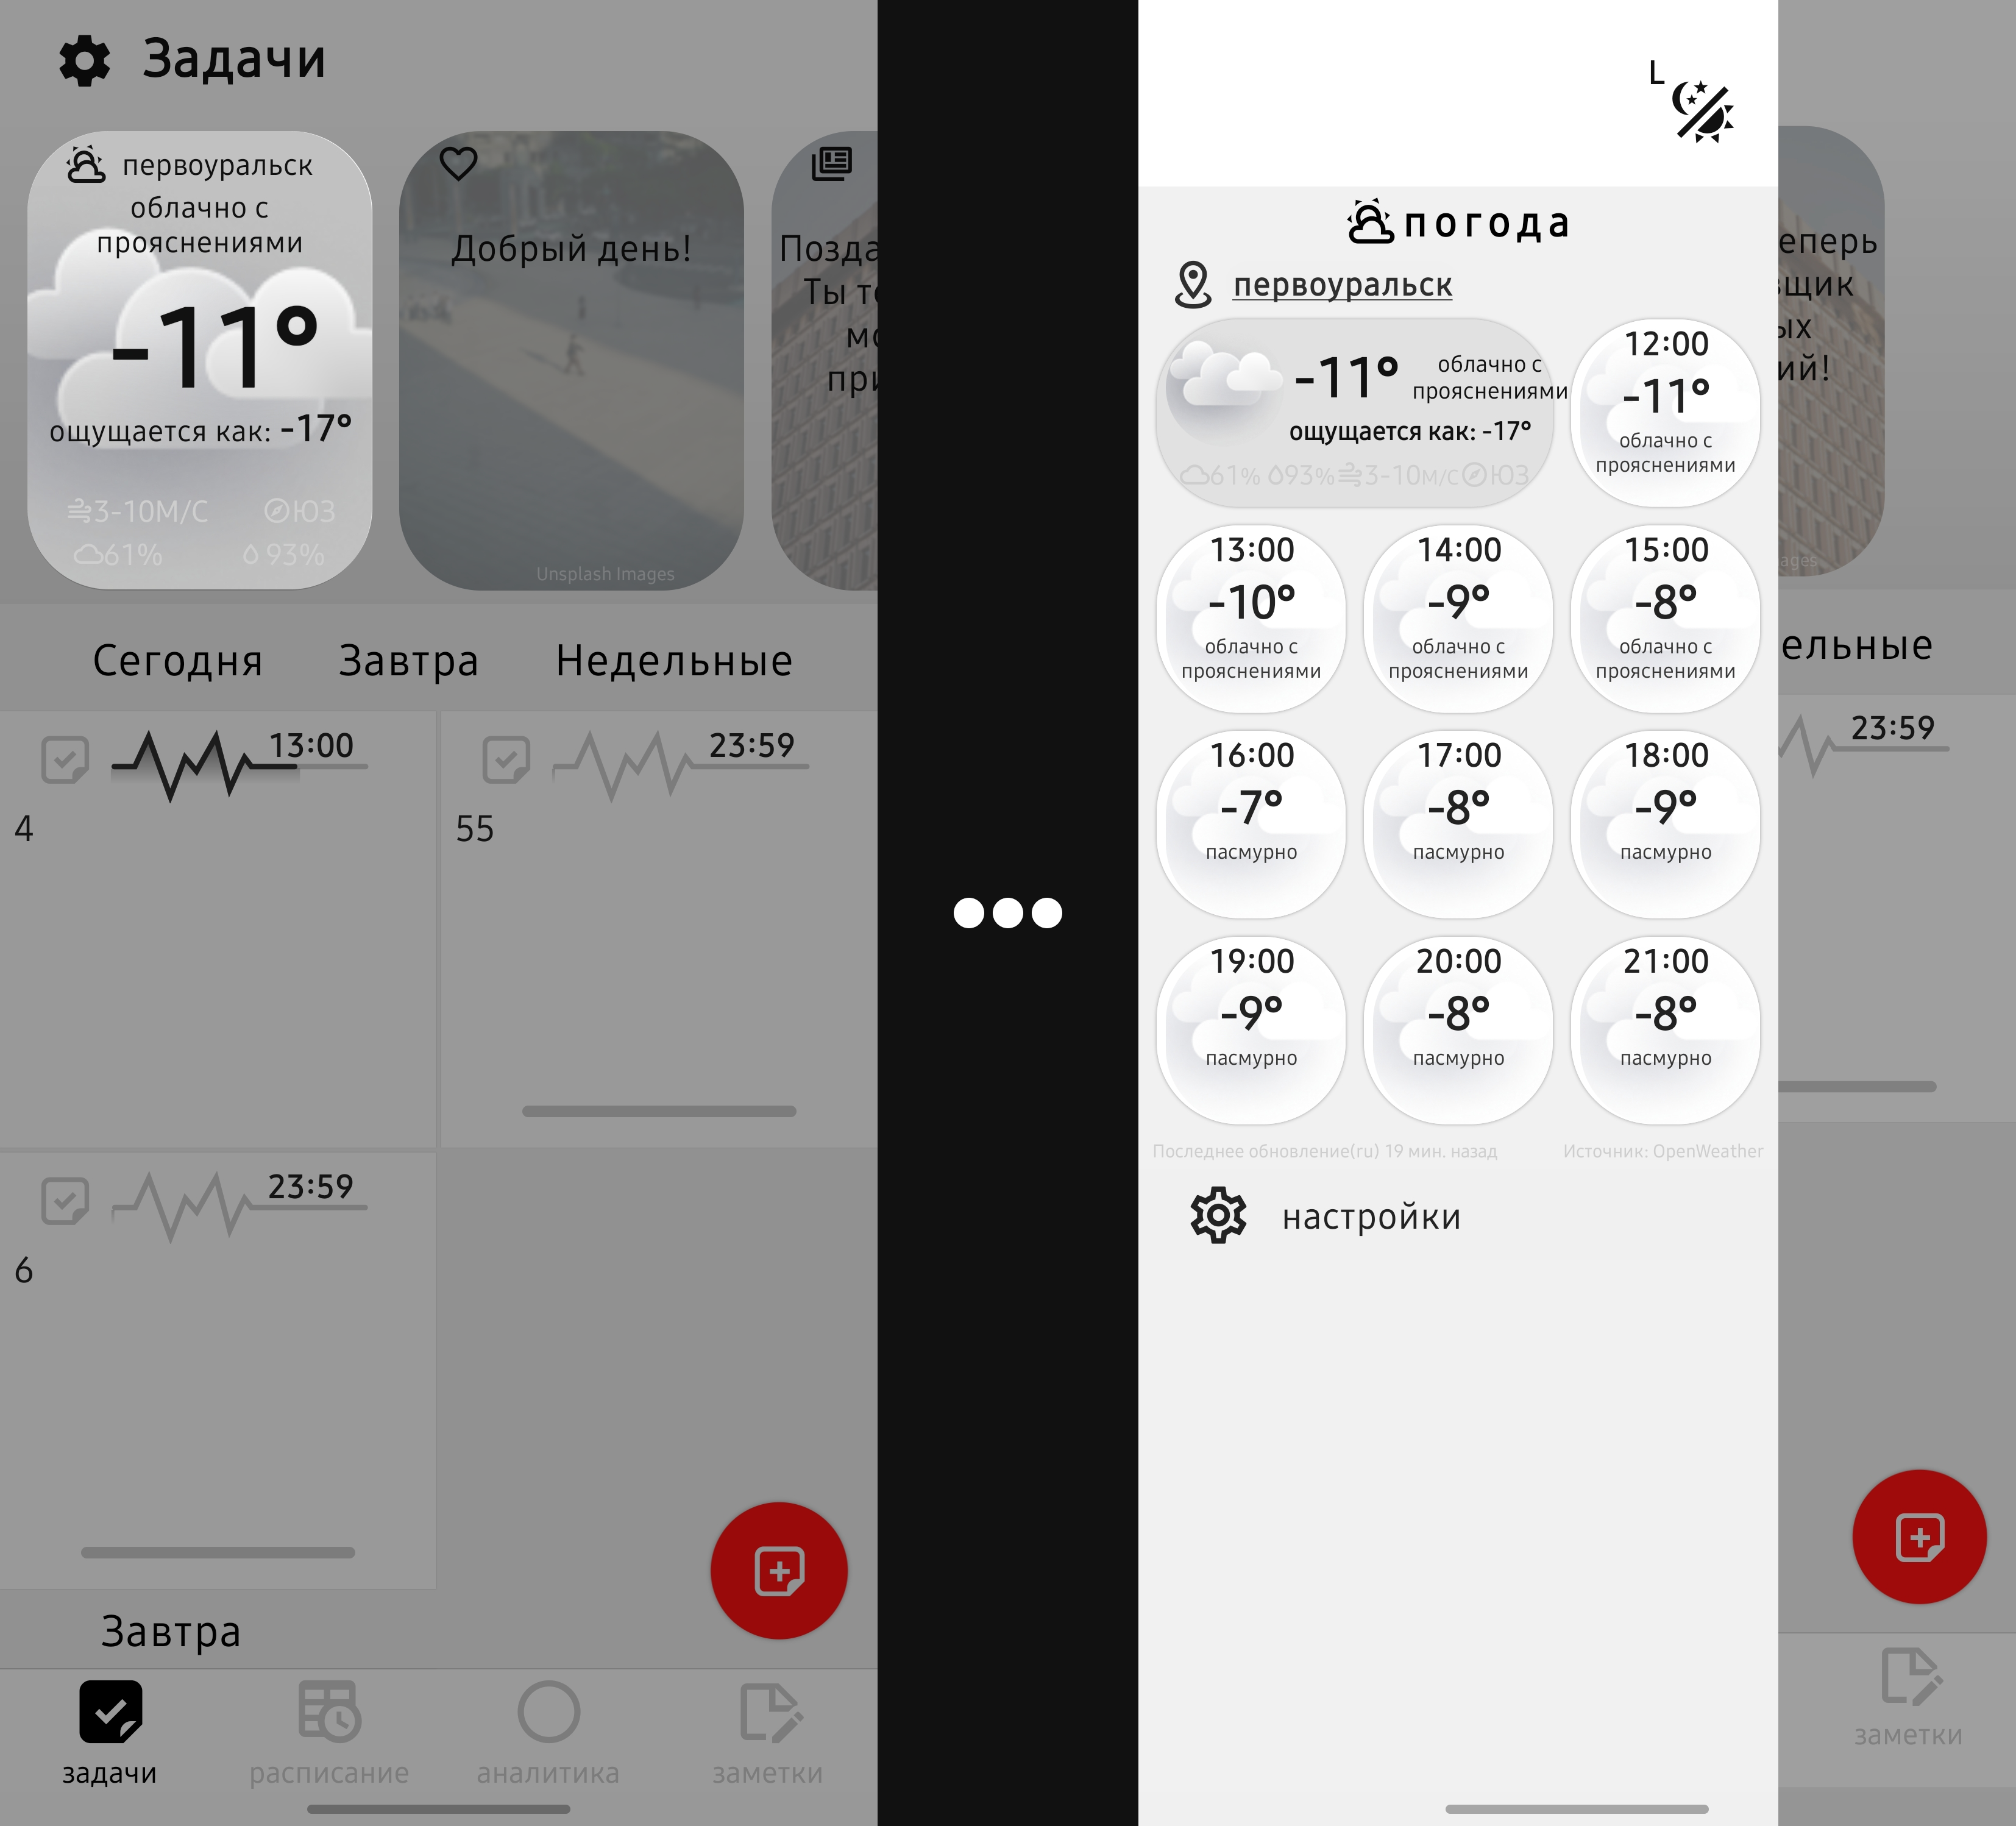 Задачи
первоуральск
облачно с
прояснениями
-11°
ощущается как: -17°
3-10М/С ЮЗ
61% 93%
Добрый день!
Unsplash Images
Позда
Ты т
м
при
Сегодня Завтра Недельные
13:00
4
23:59
55
23:59
6
Завтра
задачи расписание аналитика заметки
L
погода
первоуральск
-11° облачно с
прояснениями
ощущается как: -17°
61% 93% 3-10М/С ЮЗ
12:00
-11°
облачно с
прояснениями
13:00
-10°
облачно с
прояснениями
14:00
-9°
облачно с
прояснениями
15:00
-8°
облачно с
прояснениями
16:00
-7°
пасмурно
17:00
-8°
пасмурно
18:00
-9°
пасмурно
19:00
-9°
пасмурно
20:00
-8°
пасмурно
21:00
-8°
пасмурно
Последнее обновление(ru) 19 мин. назад
Источник: OpenWeather
настройки
еперь
щик
ых
ий!
ages
ельные
23:59
заметки